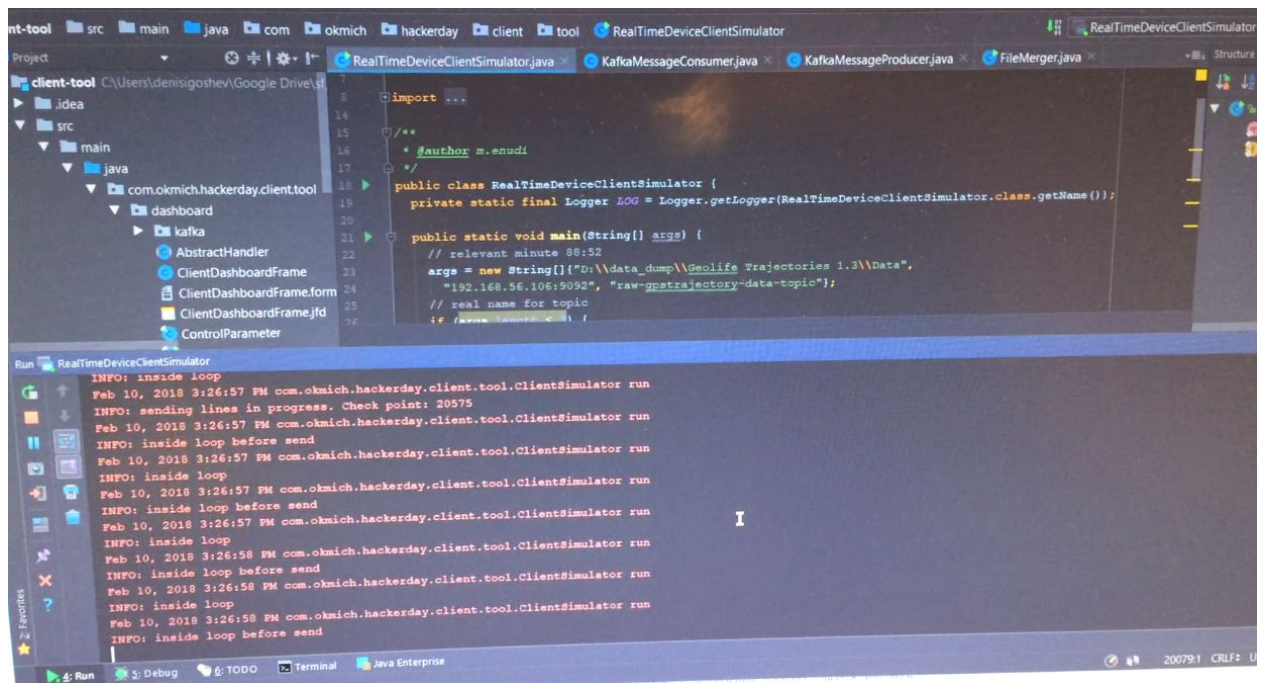 nt-tool src main java com okmich hackerday client tool RealTimeDeviceClientSimulator
RealTimeDeviceClientSimulator
Project
RealTimeDeviceClientSimulator.java
KafkaMessageConsumer.java
KafkaMessageProducer.java
FileMerger.java
Structure
client-tool C:\Users\denisigoshev\Google Drive\
.idea
src
main
java
com.okmich.hackerday.client.tool
dashboard
kafka
AbstractHandler
ClientDashboardFrame
ClientDashboardFrame.form
ClientDashboardFrame.jfd
ControlParameter
7
8 import ...
14
15 /**
16 * @author m.enudi
17 */
18 public class RealTimeDeviceClientSimulator {
19 private static final Logger LOG = Logger.getLogger(RealTimeDeviceClientSimulator.class.getName());
20
21 public static void main(String[] args) {
22 // relevant minute 88:52
23 args = new String[]{"D:\\data_dump\\Geolife Trajectories 1.3\\Data",
24 "192.168.56.106:9092", "raw-gpstrajectory-data-topic"};
25 // real name for topic
26 if (args.length < 3) {
Run RealTimeDeviceClientSimulator
INFO: inside loop
Feb 10, 2018 3:26:57 PM com.okmich.hackerday.client.tool.ClientSimulator run
INFO: sending lines in progress. Check point: 20575
Feb 10, 2018 3:26:57 PM com.okmich.hackerday.client.tool.ClientSimulator run
INFO: inside loop before send
Feb 10, 2018 3:26:57 PM com.okmich.hackerday.client.tool.ClientSimulator run
INFO: inside loop
Feb 10, 2018 3:26:57 PM com.okmich.hackerday.client.tool.ClientSimulator run
INFO: inside loop before send
Feb 10, 2018 3:26:57 PM com.okmich.hackerday.client.tool.ClientSimulator run
INFO: inside loop
Feb 10, 2018 3:26:58 PM com.okmich.hackerday.client.tool.ClientSimulator run
INFO: inside loop before send
Feb 10, 2018 3:26:58 PM com.okmich.hackerday.client.tool.ClientSimulator run
INFO: inside loop
Feb 10, 2018 3:26:58 PM com.okmich.hackerday.client.tool.ClientSimulator run
INFO: inside loop before send
2: Favorites
4: Run 5: Debug 6: TODO Terminal Java Enterprise
20079:1 CRLF U